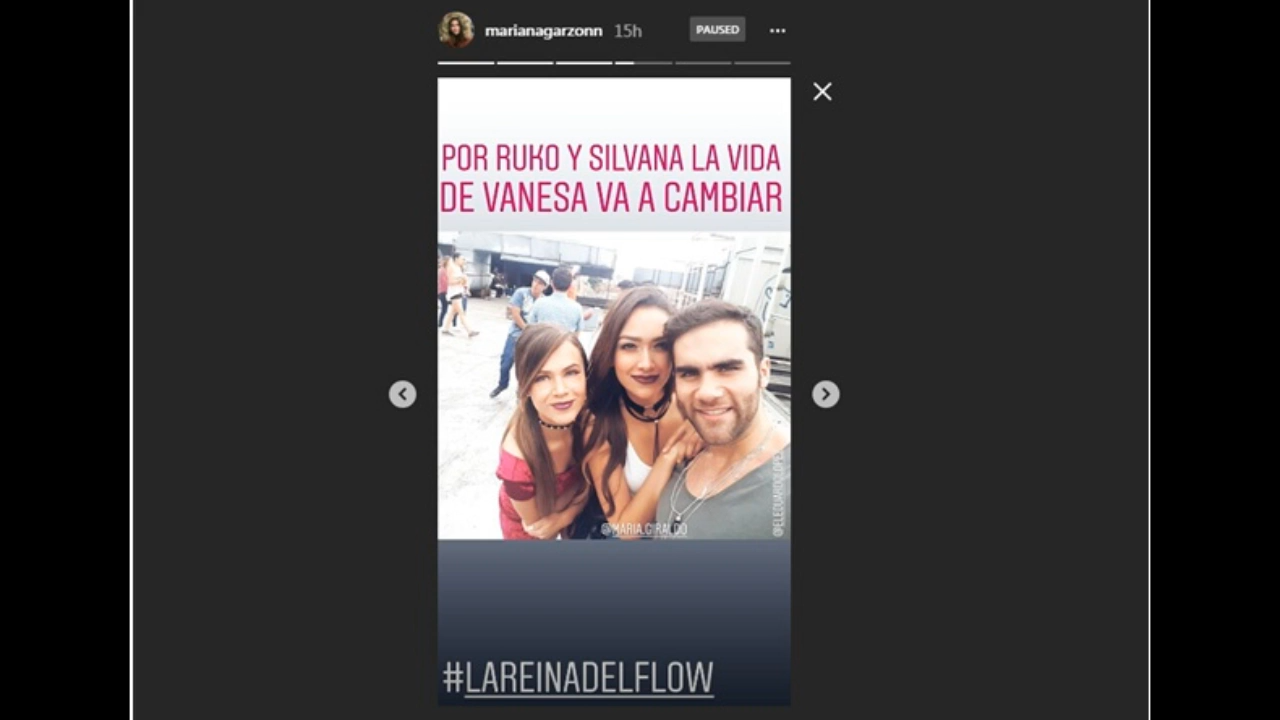 marianagarzonn 15h PAUSED
POR RUKO Y SILVANA LA VIDA
DE VANESA VA A CAMBIAR
@MARIA.GIRALDO
#LAREINADELFLOW